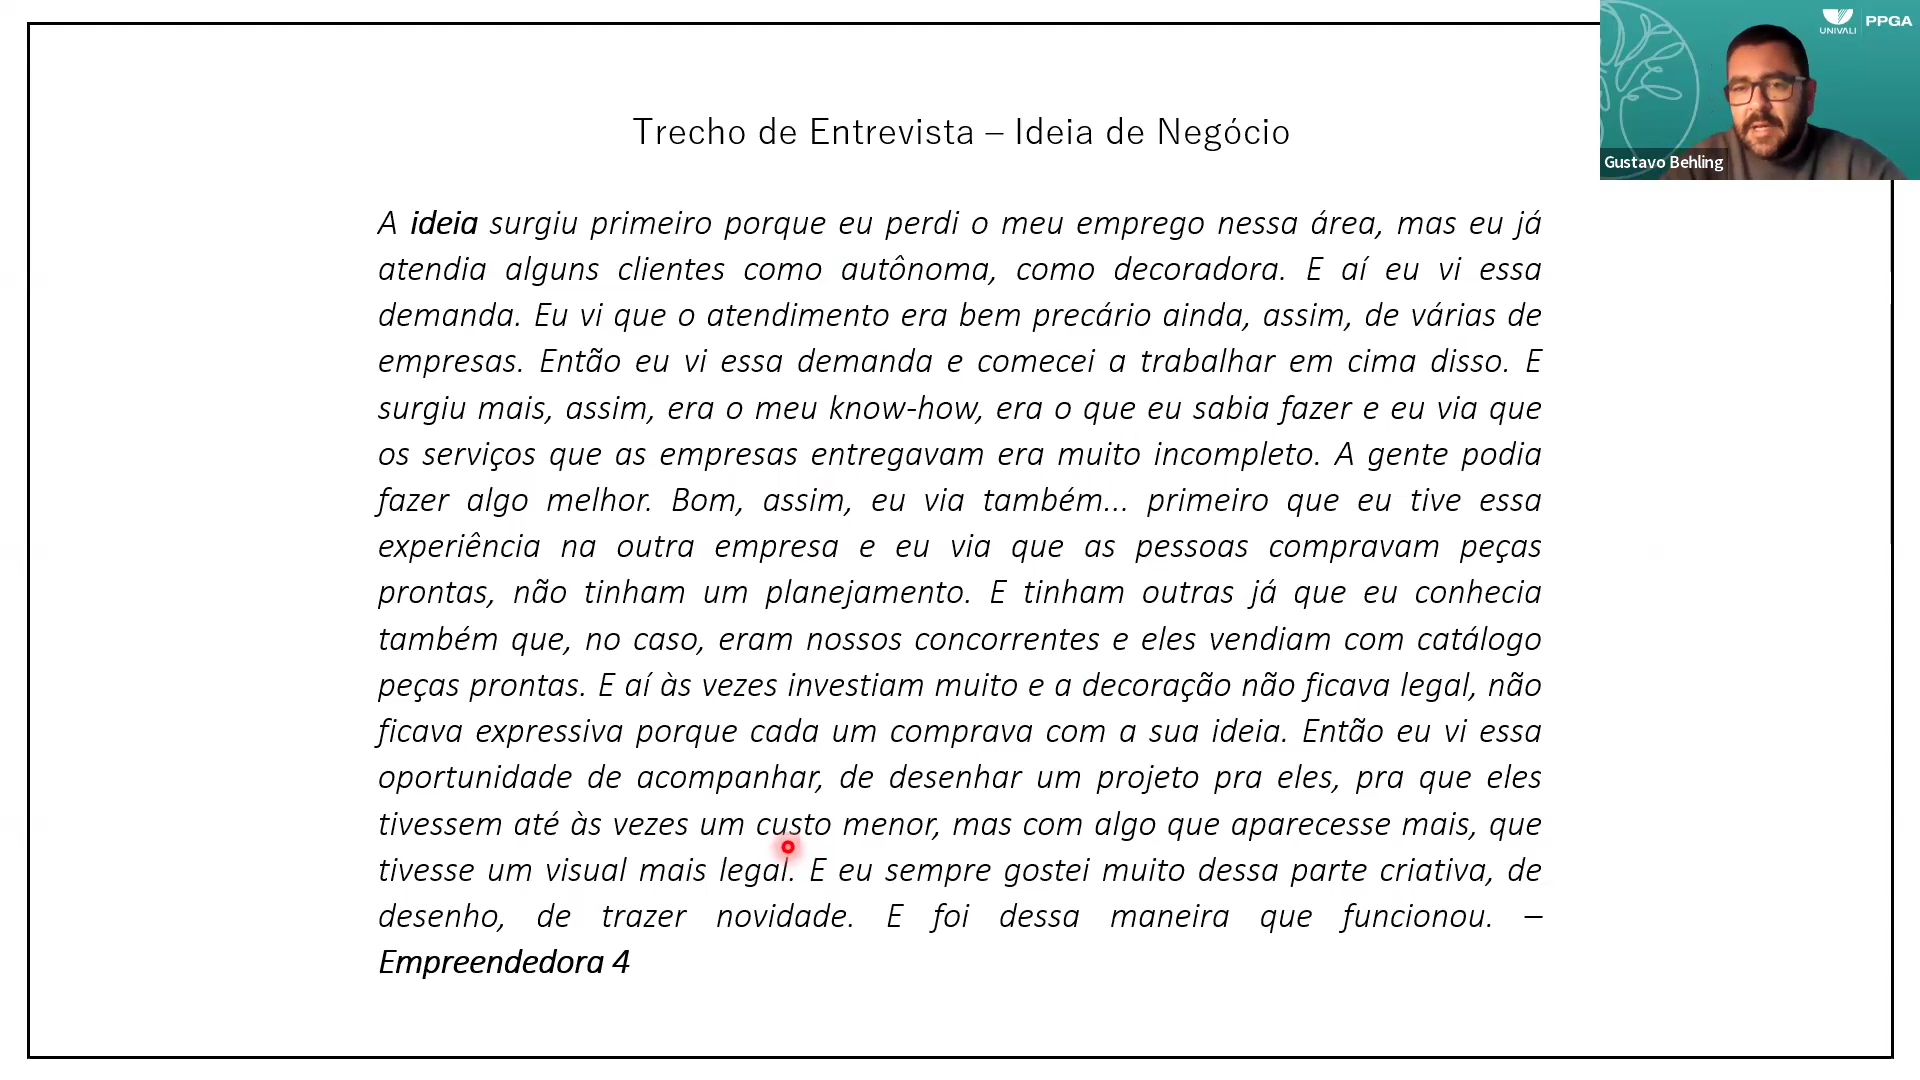 UNIVALI
PPGA
Gustavo Behling
Trecho de Entrevista – Ideia de Negócio
A ideia surgiu primeiro porque eu perdi o meu emprego nessa área, mas eu já
atendia alguns clientes como autônoma, como decoradora. E aí eu vi essa
demanda. Eu vi que o atendimento era bem precário ainda, assim, de várias de
empresas. Então eu vi essa demanda e comecei a trabalhar em cima disso. E
surgiu mais, assim, era o meu know-how, era o que eu sabia fazer e eu via que
os serviços que as empresas entregavam era muito incompleto. A gente podia
fazer algo melhor. Bom, assim, eu via também... primeiro que eu tive essa
experiência na outra empresa e eu via que as pessoas compravam peças
prontas, não tinham um planejamento. E tinham outras já que eu conhecia
também que, no caso, eram nossos concorrentes e eles vendiam com catálogo
peças prontas. E aí às vezes investiam muito e a decoração não ficava legal, não
ficava expressiva porque cada um comprava com a sua ideia. Então eu vi essa
oportunidade de acompanhar, de desenhar um projeto pra eles, pra que eles
tivessem até às vezes um custo menor, mas com algo que aparecesse mais, que
tivesse um visual mais legal. E eu sempre gostei muito dessa parte criativa, de
desenho, de trazer novidade. E foi dessa maneira que funcionou. –
Empreendedora 4